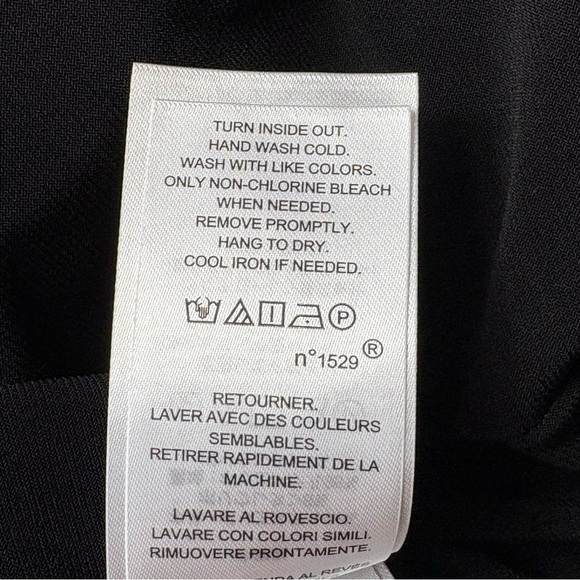 TURN INSIDE OUT.
HAND WASH COLD.
WASH WITH LIKE COLORS.
ONLY NON-CHLORINE BLEACH
WHEN NEEDED.
REMOVE PROMPTLY.
HANG TO DRY.
COOL IRON IF NEEDED.
P
n°1529®
RETOURNER.
LAVER AVEC DES COULEURS
SEMBLABLES.
RETIRER RAPIDEMENT DE LA
MACHINE.
LAVARE AL ROVESCIO.
LAVARE CON COLORI SIMILI.
RIMUOVERE PRONTAMENTE.
AL REVES